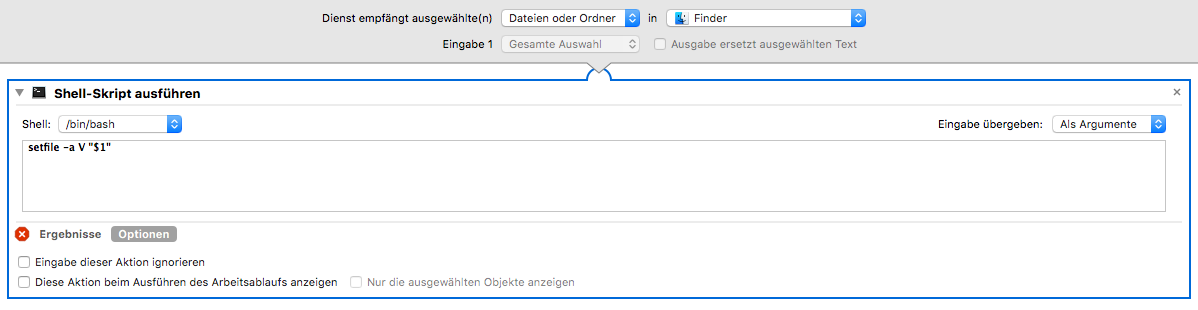 Dienst empfängt ausgewählte(n) Dateien oder Ordner in Finder
Eingabe 1 Gesamte Auswahl Ausgabe ersetzt ausgewählten Text
Shell-Skript ausführen
Shell: /bin/bash Eingabe übergeben: Als Argumente
setfile -a V "$1"
Ergebnisse Optionen
Eingabe dieser Aktion ignorieren
Diese Aktion beim Ausführen des Arbeitsablaufs anzeigen Nur die ausgewählten Objekte anzeigen